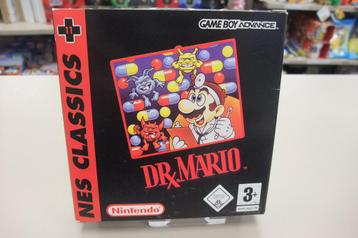 GAME BOY ADVANCE
NES CLASSICS
DR. MARIO
Nintendo
3+